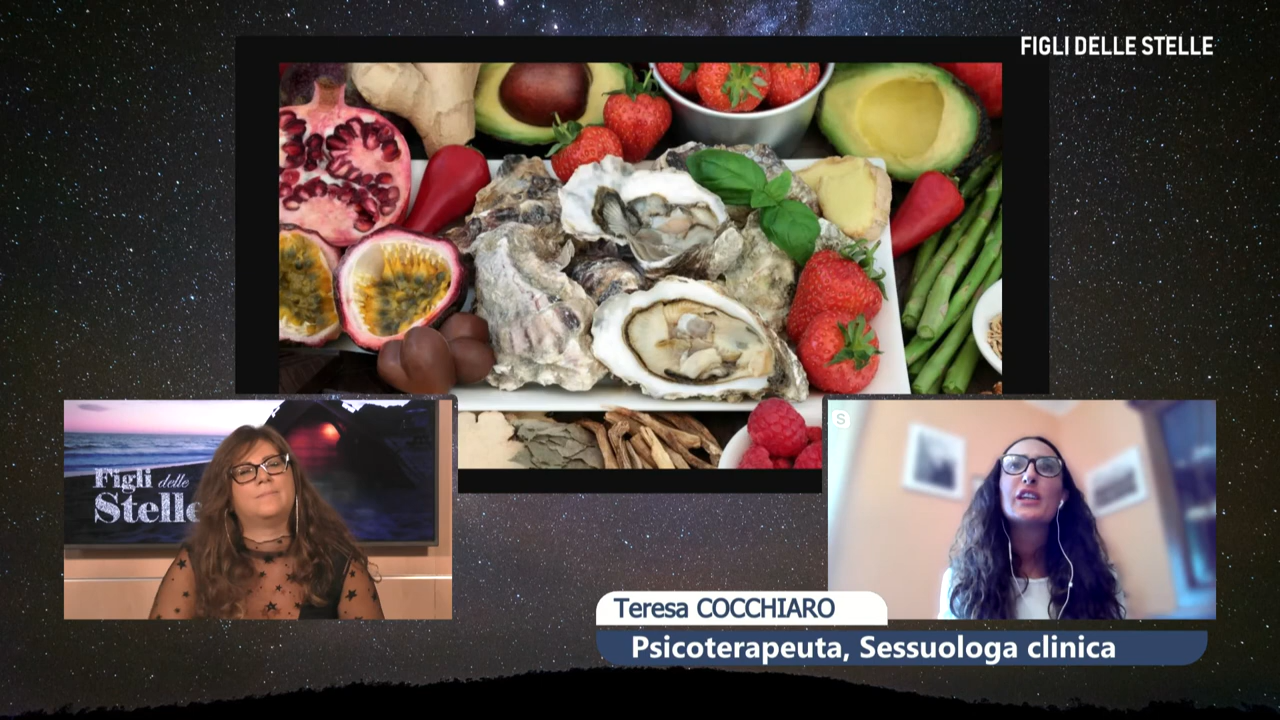 FIGLI DELLE STELLE
Figli delle
Stelle
S
Teresa COCCHIARO
Psicoterapeuta, Sessuologa clinica